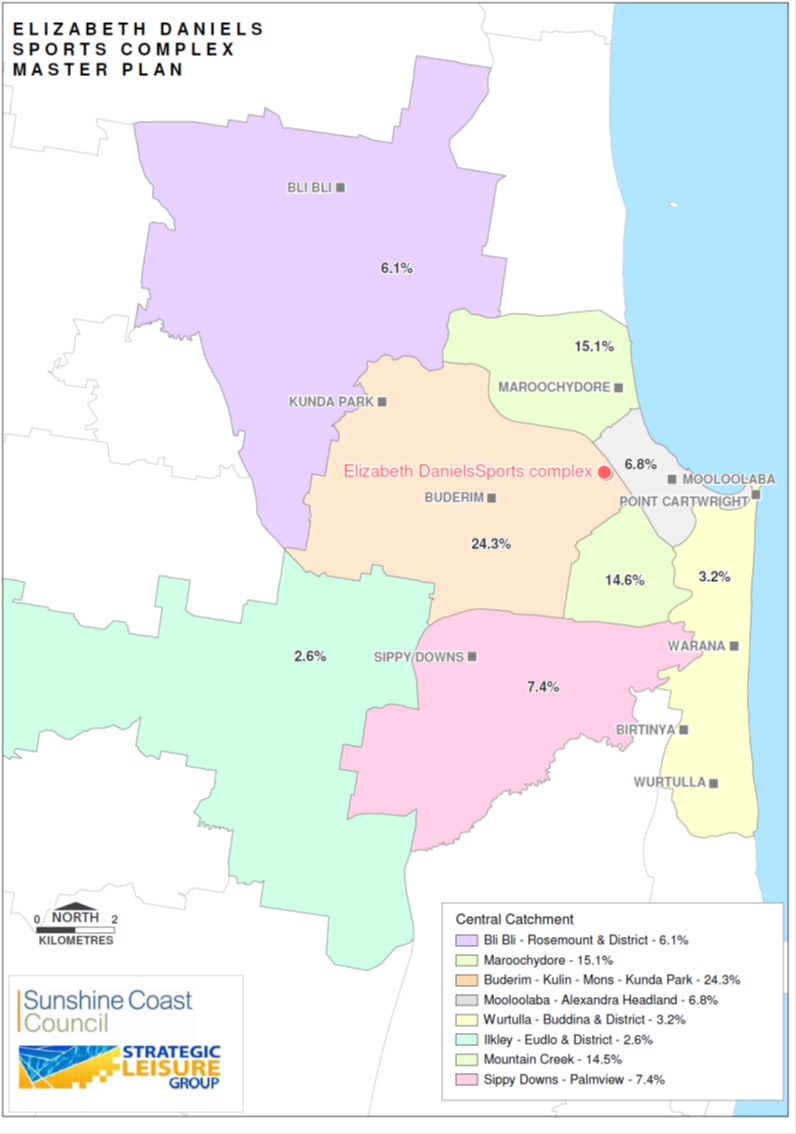 ELIZABETH DANIELS
SPORTS COMPLEX
MASTER PLAN
BLI BLI
6.1%
15.1%
MAROOCHYDORE
KUNDA PARK
6.8%
Elizabeth DanielsSports complex
MOOLOOLABA
BUDERIM
POINT CARTWRIGHT
24.3%
14.6%
3.2%
2.6%
SIPPY DOWNS
WARANA
7.4%
BIRTINYA
WURTULLA
0 NORTH 2
KILOMETRES
Central Catchment
Bli Bli - Rosemount & District - 6.1%
Maroochydore - 15.1%
Buderim - Kulin - Mons - Kunda Park - 24.3%
Mooloolaba - Alexandra Headland - 6.8%
Wurtulla - Buddina & District - 3.2%
Ilkley - Eudlo & District - 2.6%
Mountain Creek - 14.5%
Sippy Downs - Palmview - 7.4%
Sunshine Coast
Council
STRATEGIC
LEISURE
GROUP